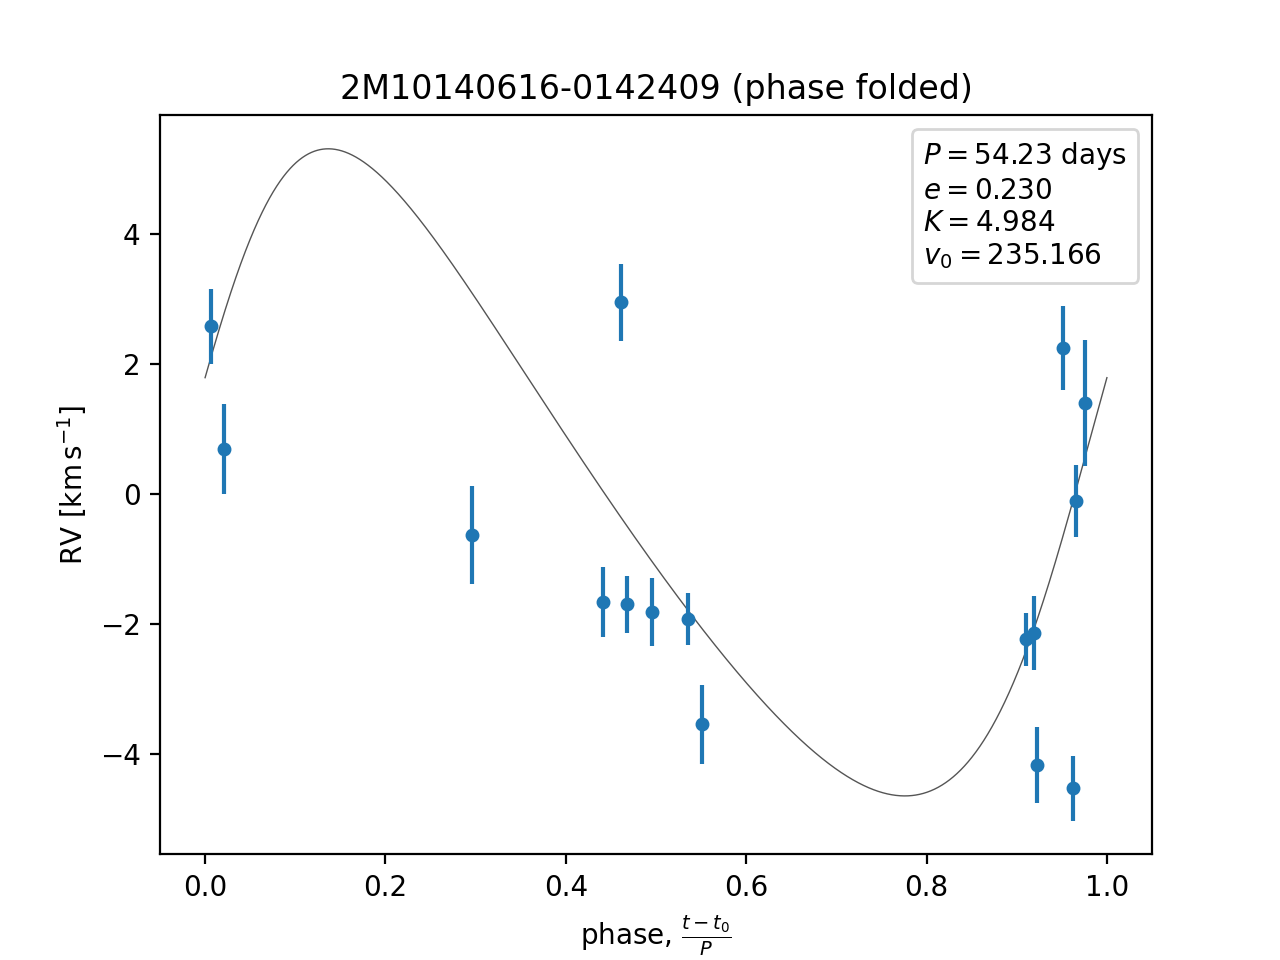 2M10140616-0142409 (phase folded)
P = 54.23 days
e = 0.230
K = 4.984
v₀ = 235.166
RV [km s⁻¹]
4
2
0
−2
−4
0.0 0.2 0.4 0.6 0.8 1.0
phase, (t − t₀)/P